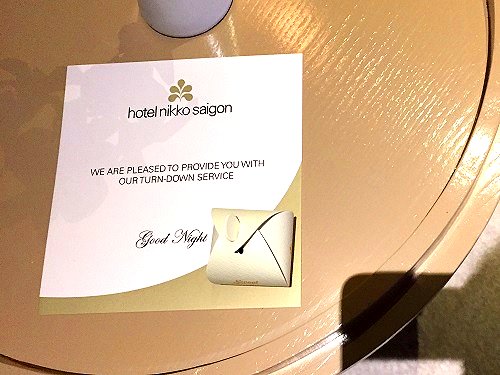 hotel nikko saigon
WE ARE PLEASED TO PROVIDE YOU WITH
OUR TURN-DOWN SERVICE
Good Night